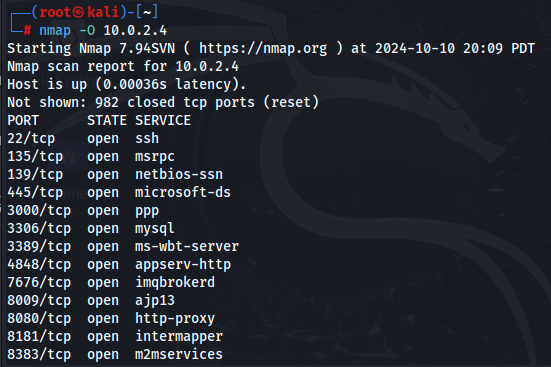 ┌──(root㉿kali)-[~]
└─# nmap -O 10.0.2.4
Starting Nmap 7.94SVN ( https://nmap.org ) at 2024-10-10 20:09 PDT
Nmap scan report for 10.0.2.4
Host is up (0.00036s latency).
Not shown: 982 closed tcp ports (reset)
PORT     STATE SERVICE
22/tcp   open  ssh
135/tcp  open  msrpc
139/tcp  open  netbios-ssn
445/tcp  open  microsoft-ds
3000/tcp open  ppp
3306/tcp open  mysql
3389/tcp open  ms-wbt-server
4848/tcp open  appserv-http
7676/tcp open  imqbrokerd
8009/tcp open  ajp13
8080/tcp open  http-proxy
8181/tcp open  intermapper
8383/tcp open  m2mservices